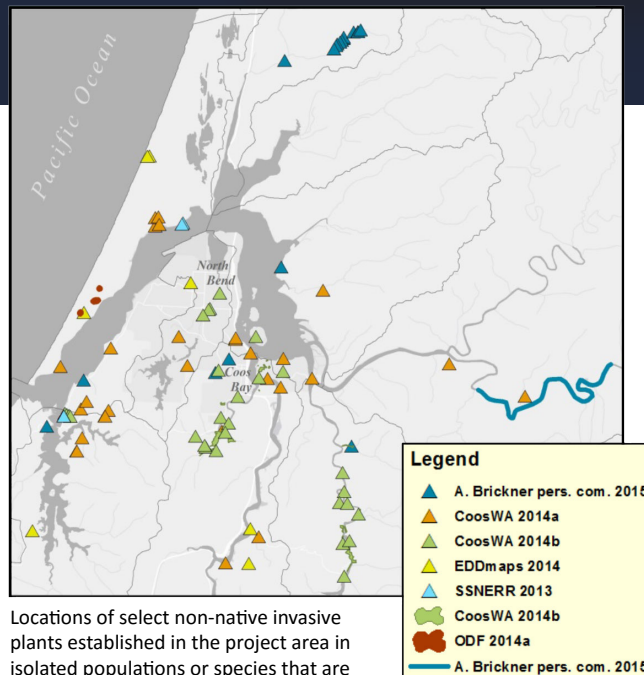 Pacific Ocean
North
Bend
Coos
Bay
Legend
A. Brickner pers. com. 2015
CoosWA 2014a
CoosWA 2014b
EDDmaps 2014
SSNERR 2013
CoosWA 2014b
ODF 2014a
A. Brickner pers. com. 2015
Locations of select non-native invasive
plants established in the project area in
isolated populations or species that are